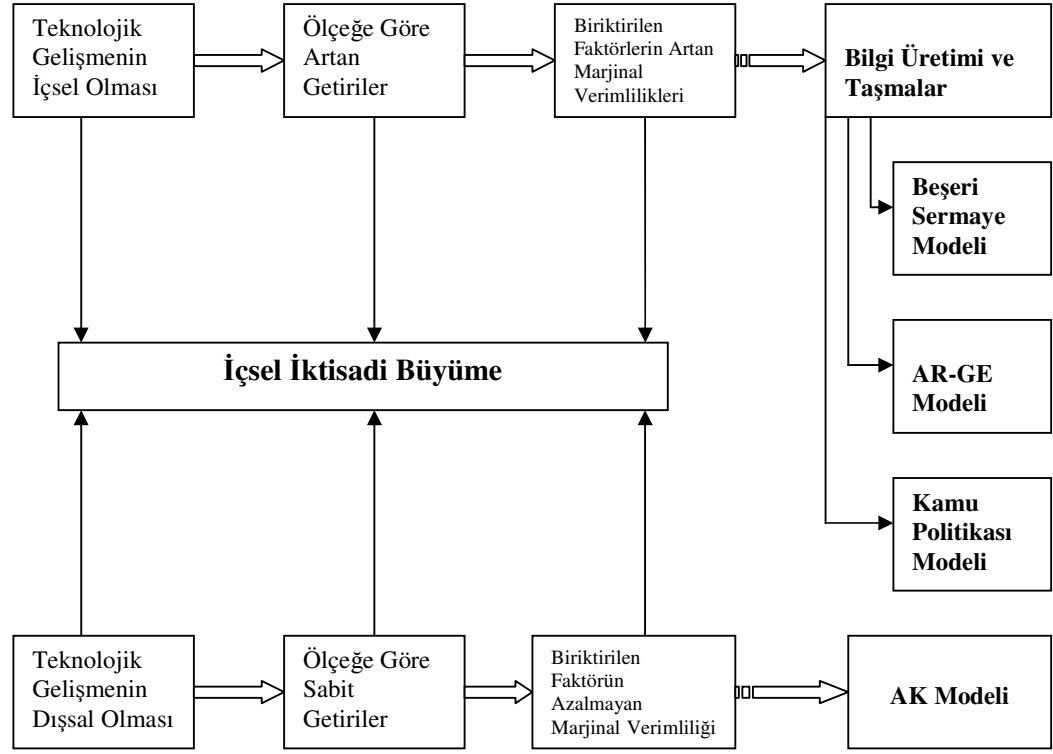 Teknolojik
Gelişmenin
İçsel Olması
Ölçeğe Göre
Artan
Getiriler
Biriktirilen
Faktörlerin Artan
Marjinal
Verimlilikleri
Bilgi Üretimi ve
Taşmalar
Beşeri
Sermaye
Modeli
İçsel İktisadi Büyüme
AR-GE
Modeli
Kamu
Politikası
Modeli
Teknolojik
Gelişmenin
Dışsal Olması
Ölçeğe Göre
Sabit
Getiriler
Biriktirilen
Faktörün
Azalmayan
Marjinal Verimliliği
AK Modeli